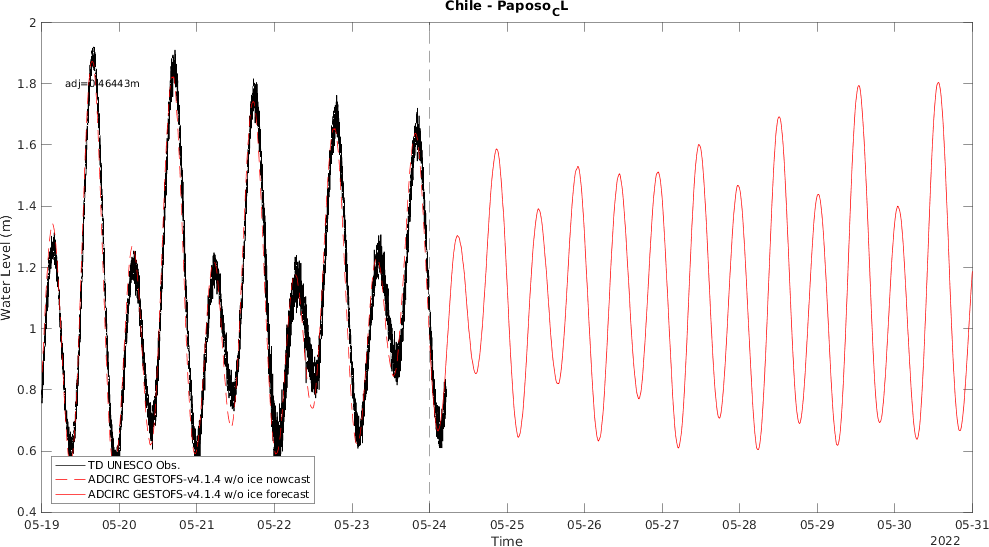 Chile - Paposo_CL
2
1.8
1.6
1.4
1.2
1
0.8
0.6
0.4
Water Level (m)
adj=0.46443m
TD UNESCO Obs.
ADCIRC GESTOFS-v4.1.4 w/o ice nowcast
ADCIRC GESTOFS-v4.1.4 w/o ice forecast
05-19 05-20 05-21 05-22 05-23 05-24 05-25 05-26 05-27 05-28 05-29 05-30 05-31
Time
2022